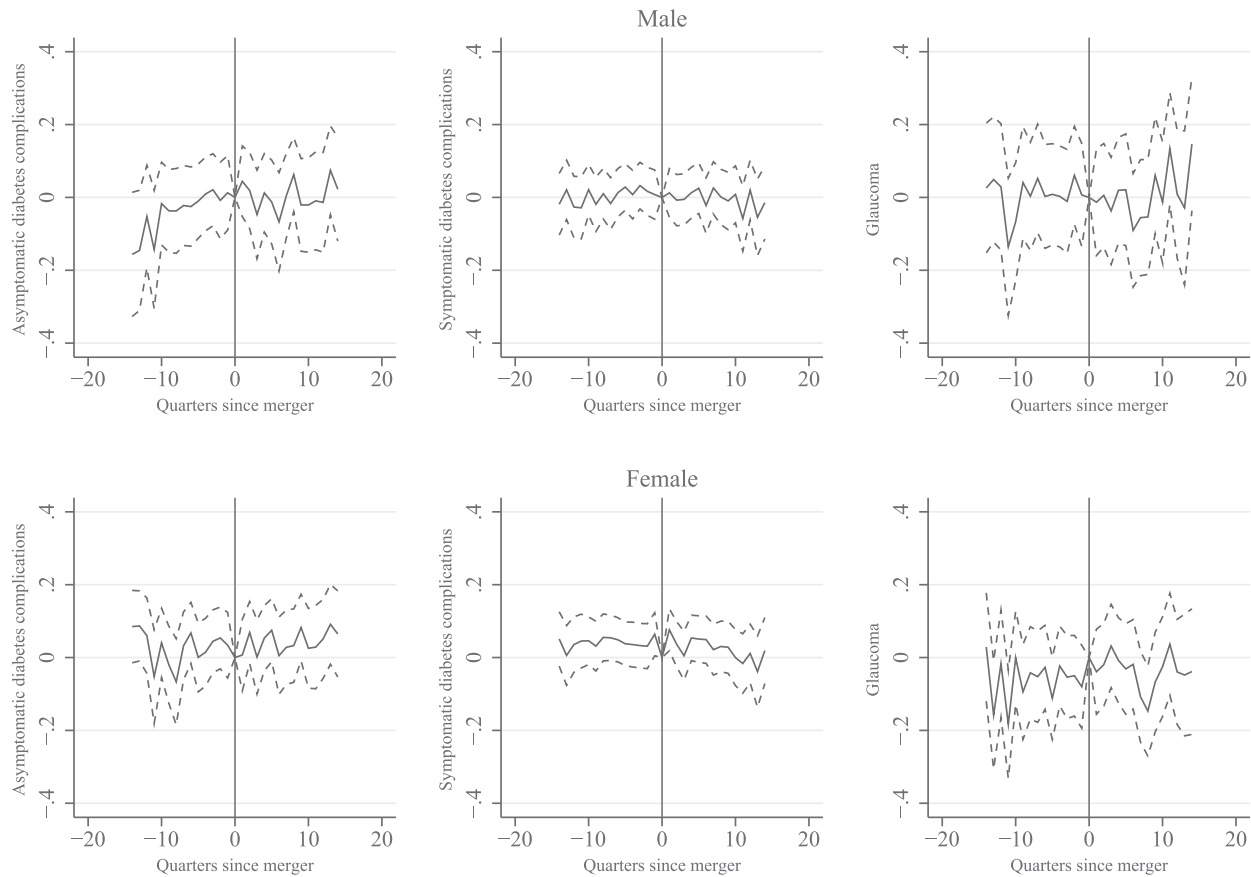 Male
Asymptomatic diabetes complications
.4
.2
0
−.2
−.4
−20 −10 0 10 20
Quarters since merger
Symptomatic diabetes complications
.4
.2
0
−.2
−.4
−20 −10 0 10 20
Quarters since merger
Glaucoma
.4
.2
0
−.2
−.4
−20 −10 0 10 20
Quarters since merger
Female
Asymptomatic diabetes complications
.4
.2
0
−.2
−.4
−20 −10 0 10 20
Quarters since merger
Symptomatic diabetes complications
.4
.2
0
−.2
−.4
−20 −10 0 10 20
Quarters since merger
Glaucoma
.4
.2
0
−.2
−.4
−20 −10 0 10 20
Quarters since merger